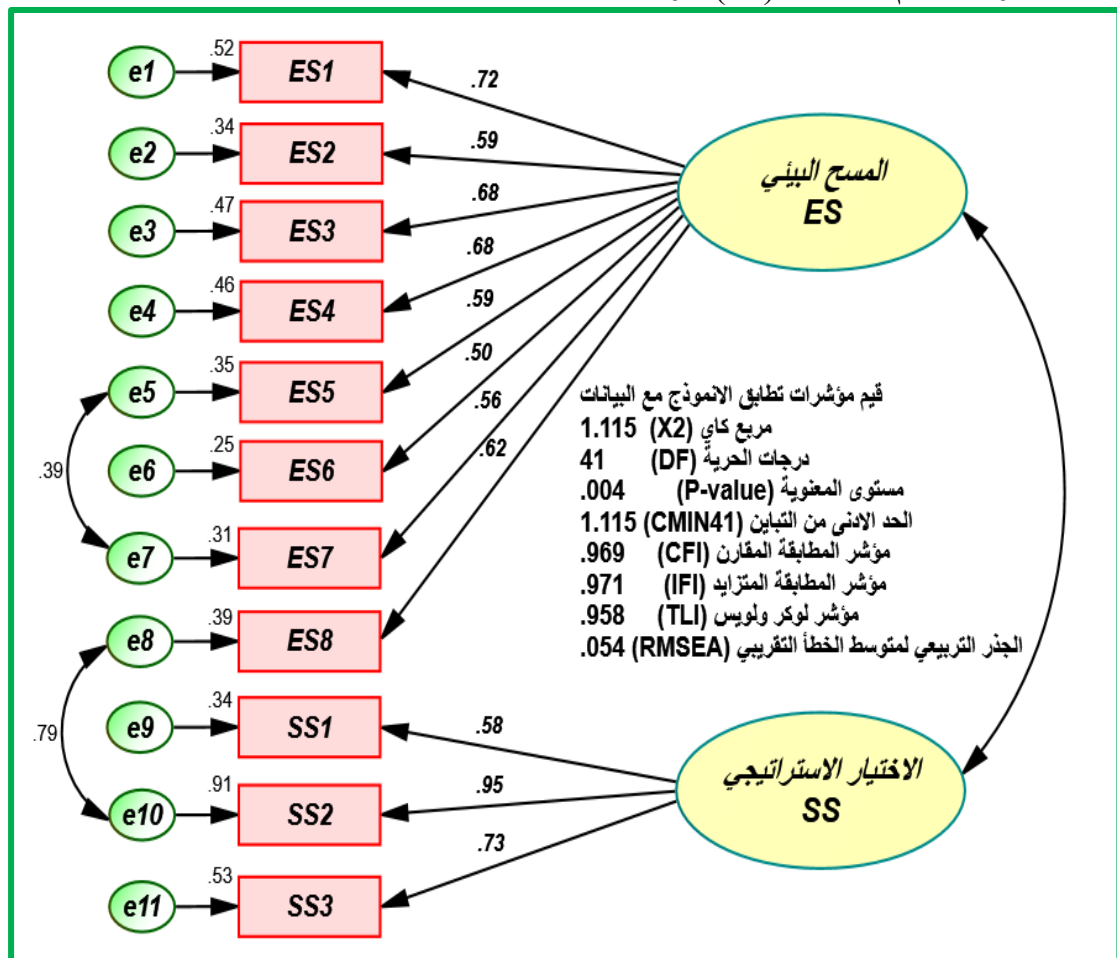 .52
e1
ES1
.72
.34
e2
ES2
.59
المسح البيئي
ES
.47
e3
ES3
.68
.46
e4
ES4
.68
.35
e5
ES5
.59
.25
e6
ES6
.50
.39
.31
e7
ES7
.56
.39
e8
ES8
.62
قيم مؤشرات تطابق الانموذج مع البيانات
مربع كاي (X2) 1.115
درجات الحرية (DF) 41
مستوى المعنوية (P-value) .004
الحد الادنى من التباين (CMIN41) 1.115
مؤشر المطابقة المقارن (CFI) .969
مؤشر المطابقة المتزايد (IFI) .971
مؤشر لوكر ولويس (TLI) .958
الجذر التربيعي لمتوسط الخطأ التقريبي (RMSEA) .054
.79
.34
e9
SS1
.58
.91
e10
SS2
.95
الاختيار الاستراتيجي
SS
.53
e11
SS3
.73